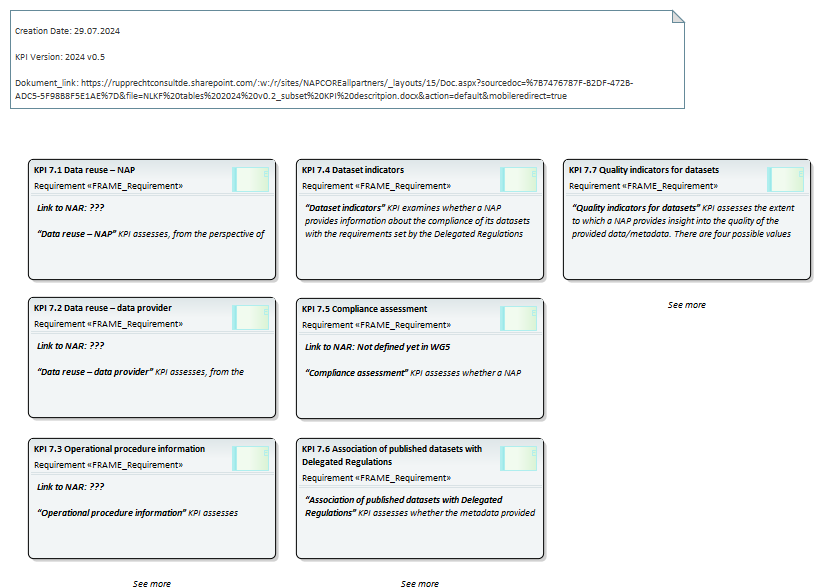 Creation Date: 29.07.2024
KPI Version: 2024 v0.5
Dokument_link: https://rupprechtconsultde.sharepoint.com/:w:/r/sites/NAPCOREallpartners/_layouts/15/Doc.aspx?sourcedoc=%7B7476787F-B2DF-472B-
ADC5-5F98B8F5E1AE%7D&file=NLKF%20tables%202024%20v0.2_subset%20KPI%20descritpion.docx&action=default&mobileredirect=true
KPI 7.1 Data reuse – NAP
Requirement «FRAME_Requirement»
Link to NAR: ???
“Data reuse – NAP” KPI assesses, from the perspective of
KPI 7.4 Dataset indicators
Requirement «FRAME_Requirement»
“Dataset indicators” KPI examines whether a NAP
provides information about the compliance of its datasets
with the requirements set by the Delegated Regulations
KPI 7.7 Quality indicators for datasets
Requirement «FRAME_Requirement»
“Quality indicators for datasets” KPI assesses the extent
to which a NAP provides insight into the quality of the
provided data/metadata. There are four possible values
KPI 7.2 Data reuse – data provider
Requirement «FRAME_Requirement»
Link to NAR: ???
“Data reuse – data provider” KPI assesses, from the
KPI 7.5 Compliance assessment
Requirement «FRAME_Requirement»
Link to NAR: Not defined yet in WG5
“Compliance assessment” KPI assesses whether a NAP
See more
KPI 7.3 Operational procedure information
Requirement «FRAME_Requirement»
Link to NAR: ???
“Operational procedure information” KPI assesses
KPI 7.6 Association of published datasets with
Delegated Regulations
Requirement «FRAME_Requirement»
“Association of published datasets with Delegated
Regulations” KPI assesses whether the metadata provided
See more
See more